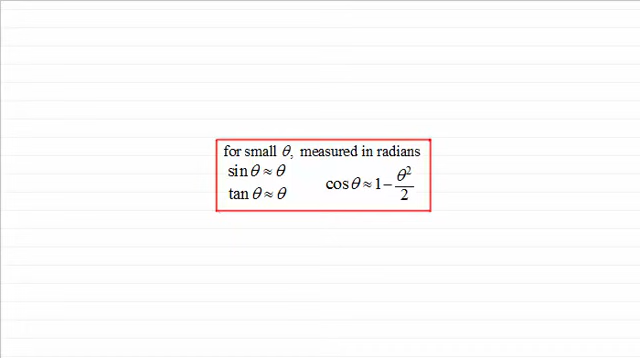 for small θ, measured in radians
sin θ ≈ θ
tan θ ≈ θ
cos θ ≈ 1 − θ²/2